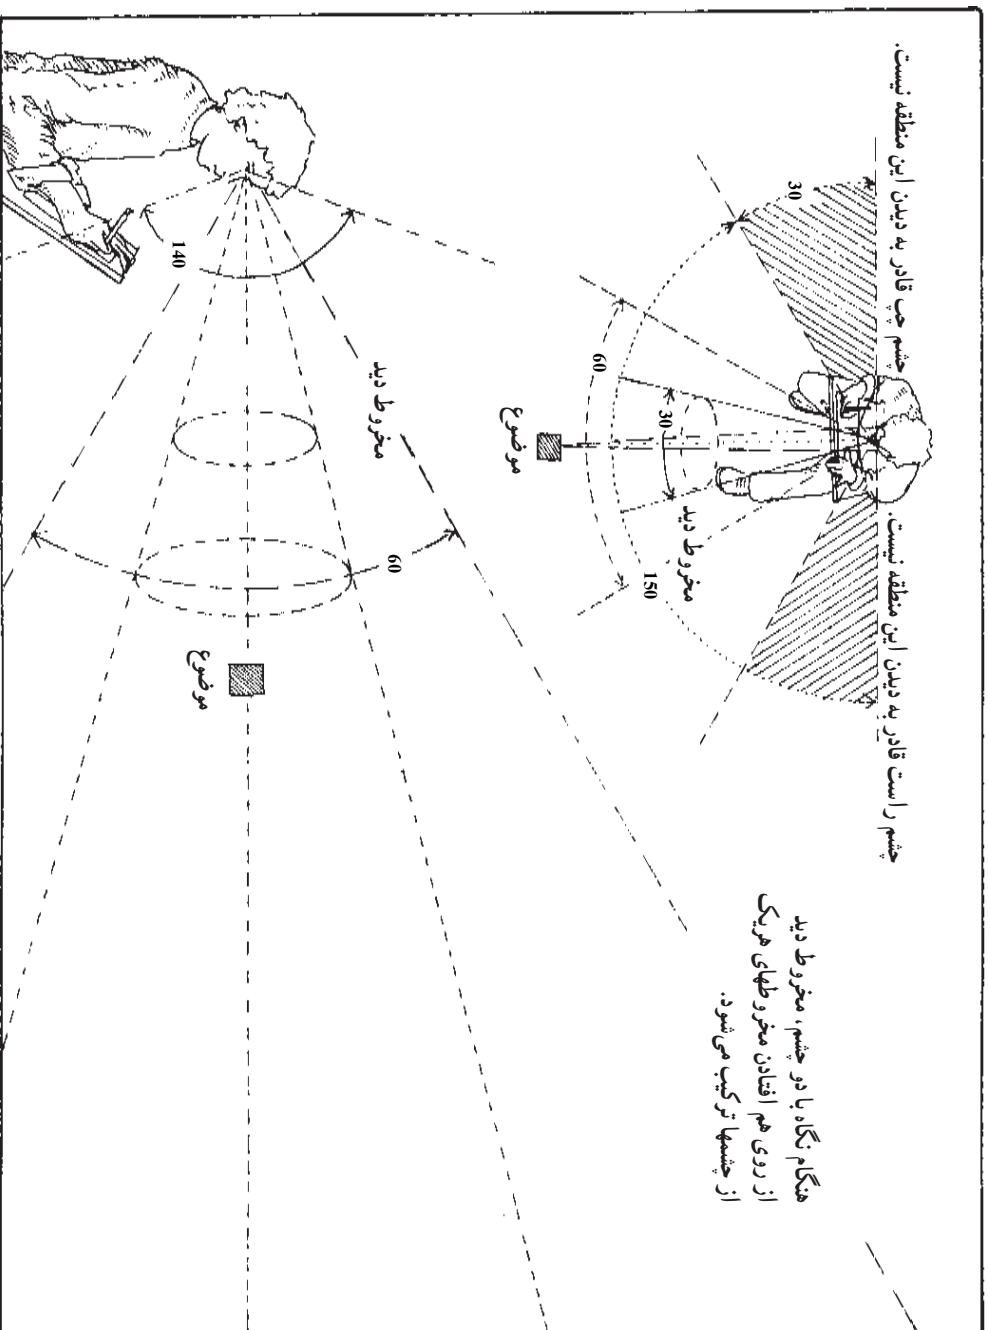 چشم چپ قادر به دیدن این منطقه نیست.
چشم راست قادر به دیدن این منطقه نیست.
30
60
30
150
مخروط دید
موضوع
هنگام نگاه با دو چشم، مخروط دید
از روی هم افتادن مخروطهای هریک
از چشمها ترکیب می‌شود.
140
مخروط دید
60
موضوع